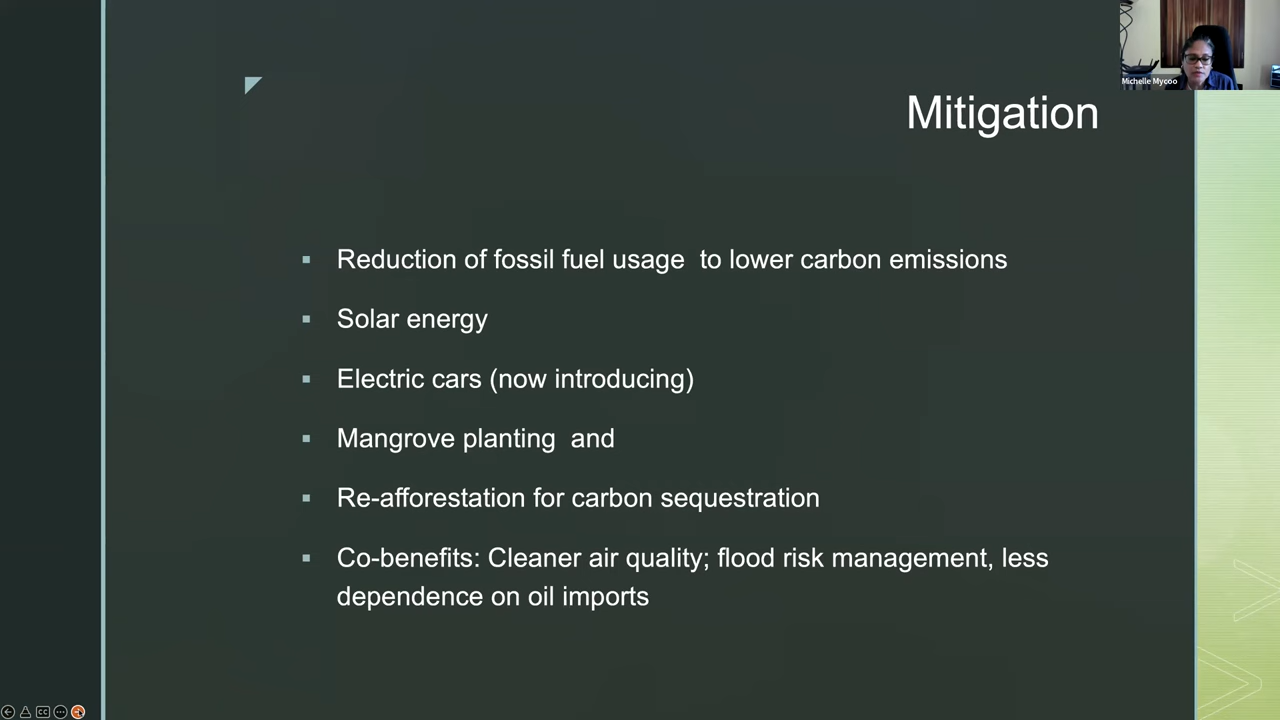 Michelle Mycoo
Mitigation
Reduction of fossil fuel usage  to lower carbon emissions
Solar energy
Electric cars (now introducing)
Mangrove planting  and
Re-afforestation for carbon sequestration
Co-benefits: Cleaner air quality; flood risk management, less
dependence on oil imports